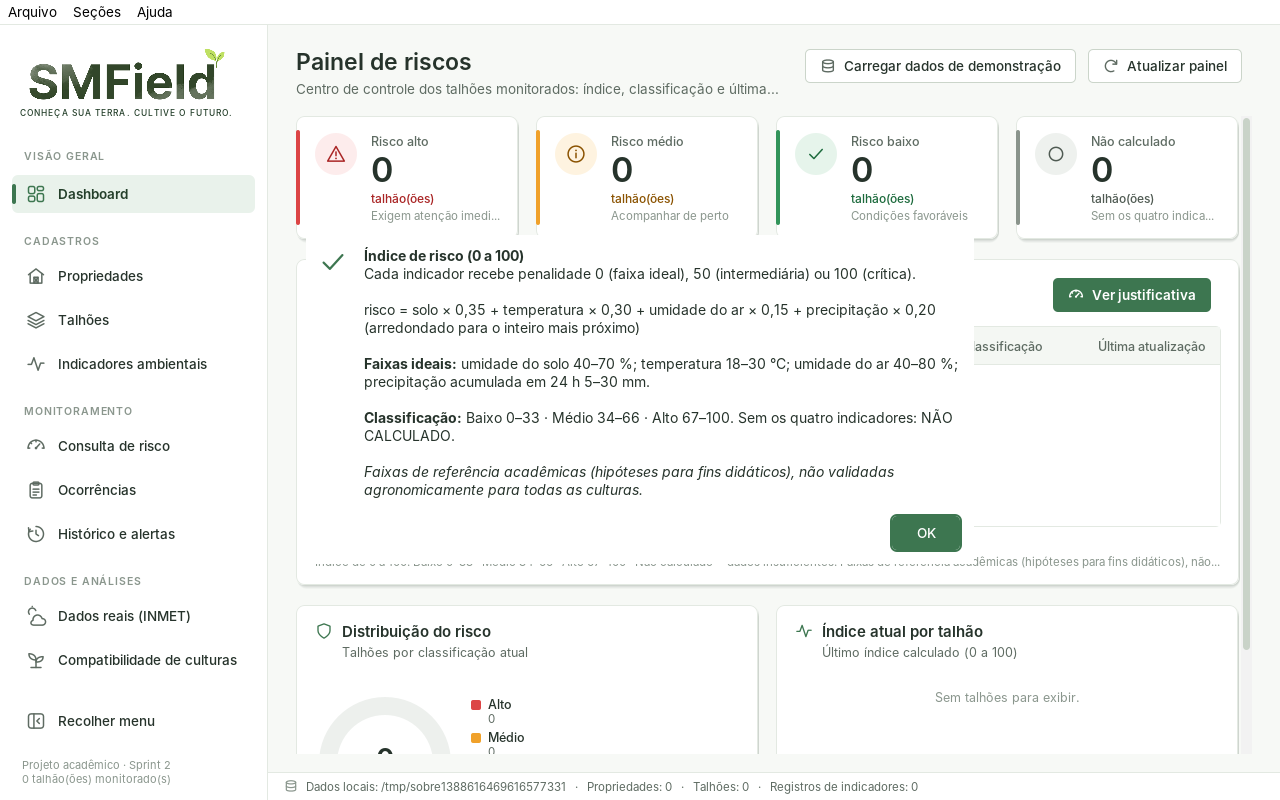 Arquivo Seções Ajuda
SMField
CONHEÇA SUA TERRA. CULTIVE O FUTURO.
VISÃO GERAL
Dashboard
CADASTROS
Propriedades
Talhões
Indicadores ambientais
MONITORAMENTO
Consulta de risco
Ocorrências
Histórico e alertas
DADOS E ANÁLISES
Dados reais (INMET)
Compatibilidade de culturas
Recolher menu
Projeto acadêmico · Sprint 2
0 talhão(ões) monitorado(s)
Painel de riscos
Centro de controle dos talhões monitorados: índice, classificação e última...
Carregar dados de demonstração
Atualizar painel
Risco alto
0
talhão(ões)
Exigem atenção imedi...
Risco médio
0
talhão(ões)
Acompanhar de perto
Risco baixo
0
talhão(ões)
Condições favoráveis
Não calculado
0
talhão(ões)
Sem os quatro indica...
Índice de risco (0 a 100)
Cada indicador recebe penalidade 0 (faixa ideal), 50 (intermediária) ou 100 (crítica).
risco = solo × 0,35 + temperatura × 0,30 + umidade do ar × 0,15 + precipitação × 0,20
(arredondado para o inteiro mais próximo)
Faixas ideais: umidade do solo 40–70 %; temperatura 18–30 °C; umidade do ar 40–80 %;
precipitação acumulada em 24 h 5–30 mm.
Classificação: Baixo 0–33 · Médio 34–66 · Alto 67–100. Sem os quatro indicadores: NÃO
CALCULADO.
Faixas de referência acadêmicas (hipóteses para fins didáticos), não validadas
agronomicamente para todas as culturas.
OK
Ver justificativa
lassificação Última atualização
(hipóteses para fins didáticos), não...
Distribuição do risco
Talhões por classificação atual
0
Alto
0
Médio
0
Índice atual por talhão
Último índice calculado (0 a 100)
Sem talhões para exibir.
Dados locais: /tmp/sobre1388616469616577331 · Propriedades: 0 · Talhões: 0 · Registros de indicadores: 0